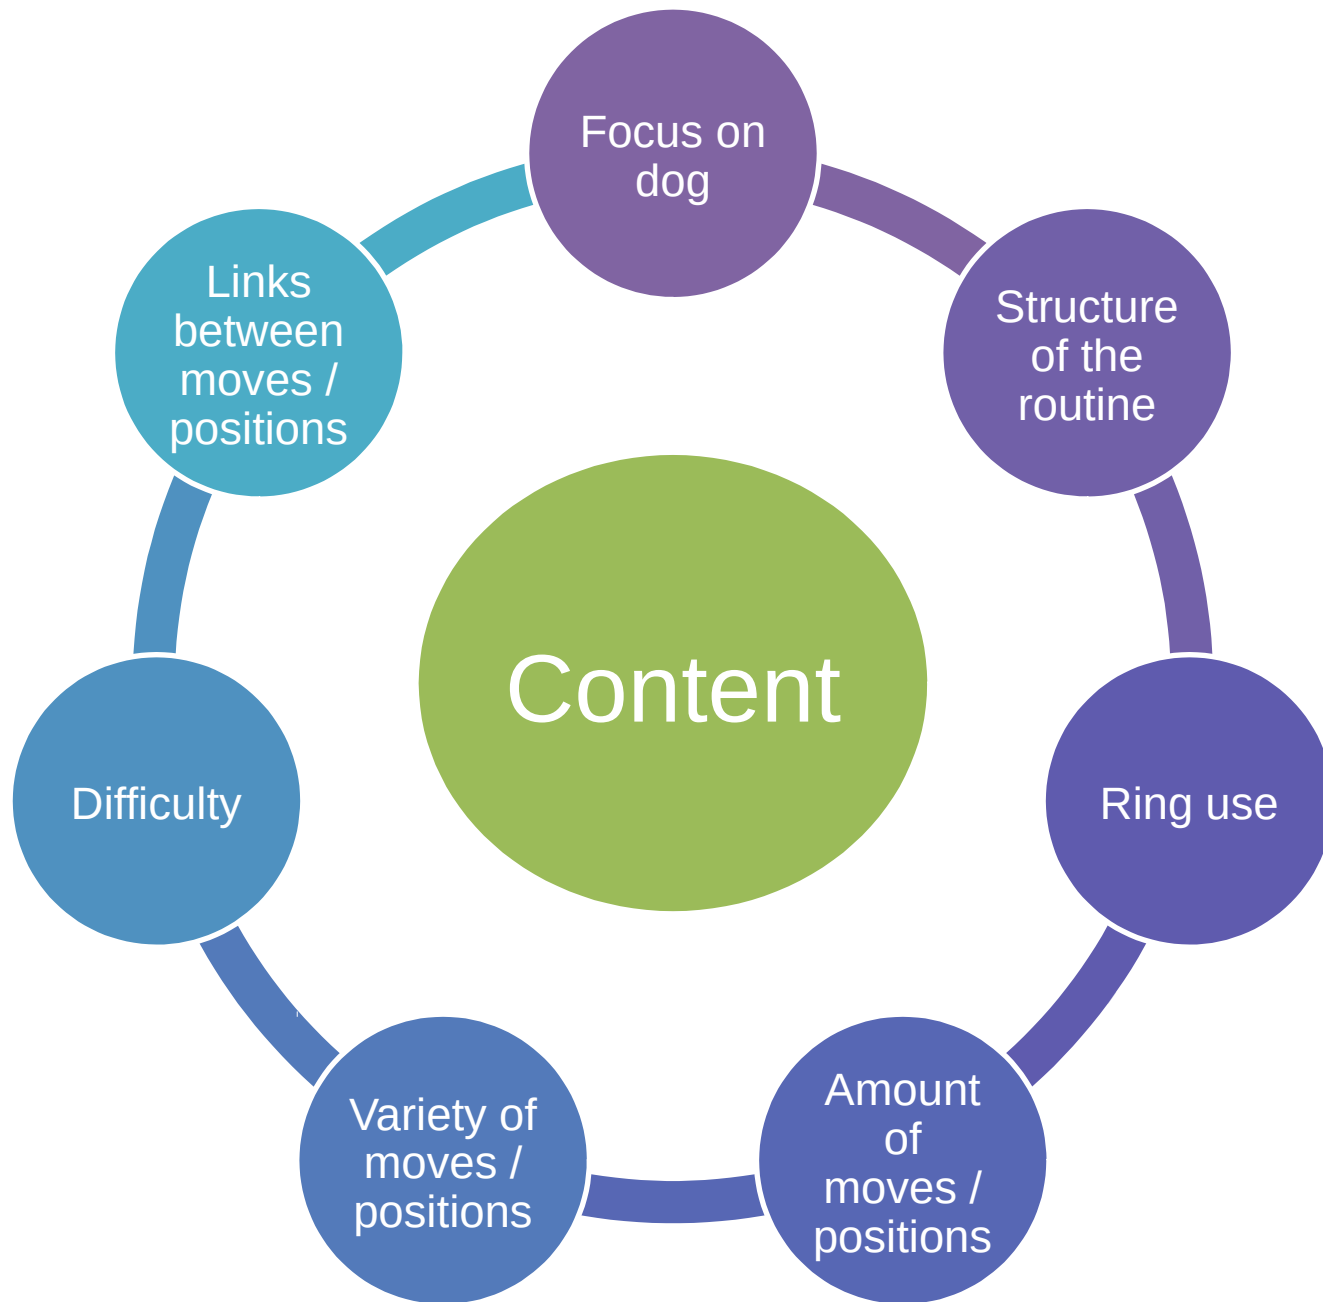 Focus on
dog
Structure
of the
routine
Ring use
Amount
of
moves /
positions
Variety of
moves /
positions
Difficulty
Links
between
moves /
positions
Content